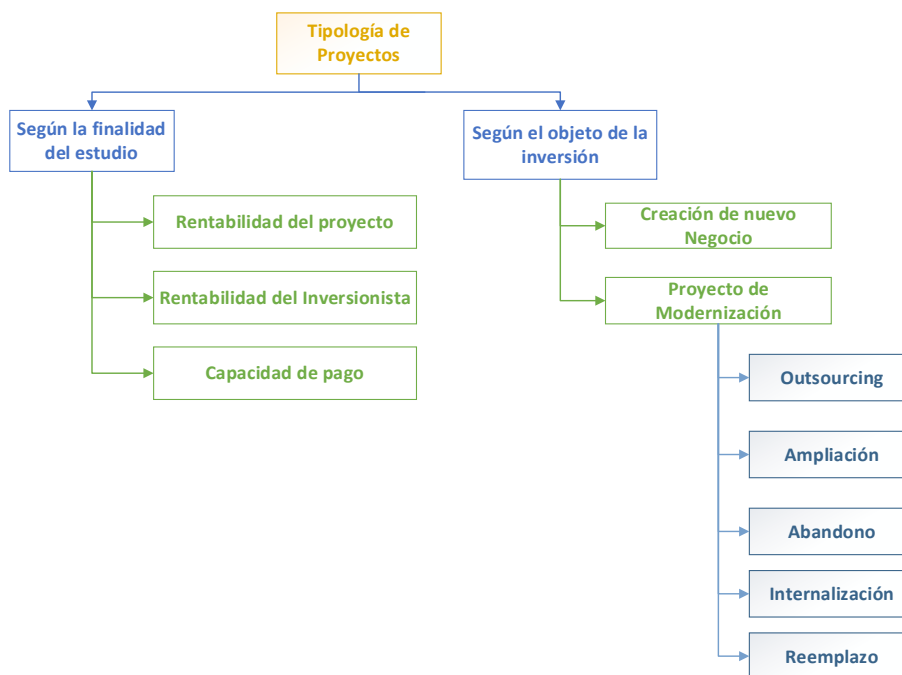 Tipología de
Proyectos
Según la finalidad
del estudio
Rentabilidad del proyecto
Rentabilidad del Inversionista
Capacidad de pago
Según el objeto de la
inversión
Creación de nuevo
Negocio
Proyecto de
Modernización
Outsourcing
Ampliación
Abandono
Internalización
Reemplazo